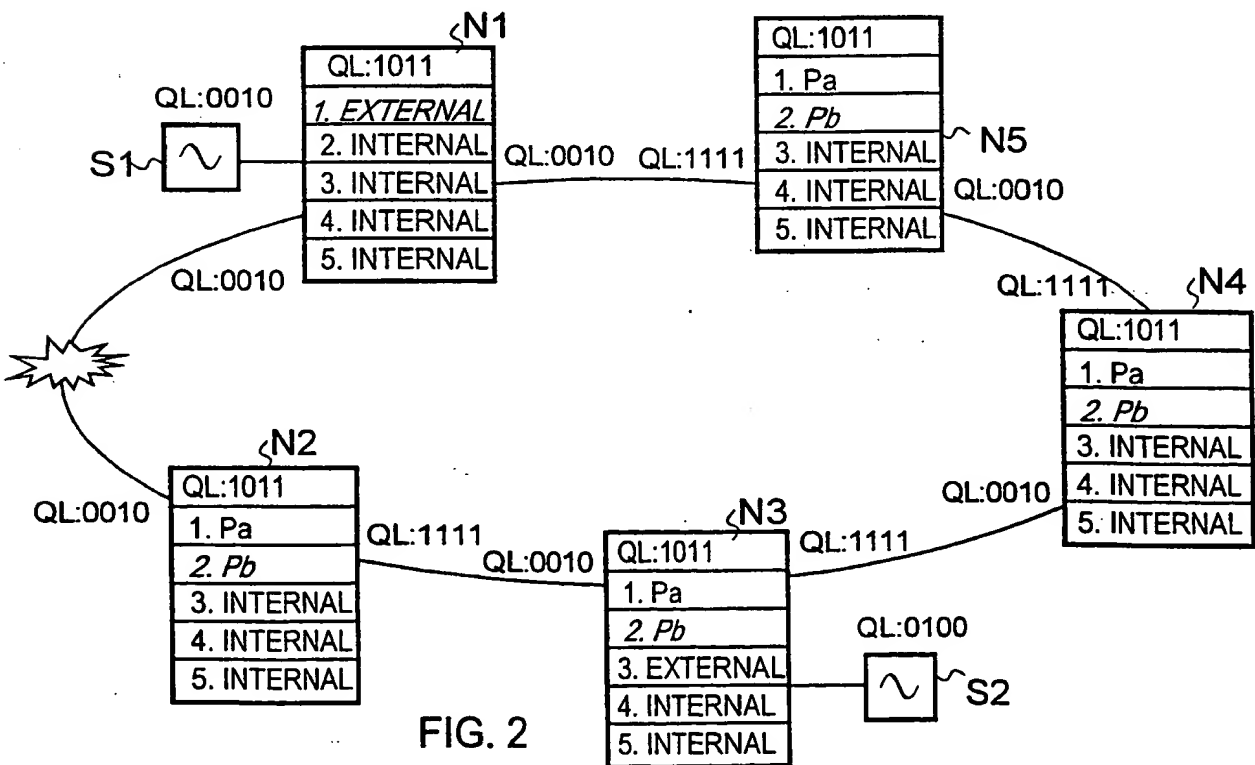 N1
QL:1011
1. EXTERNAL
2. INTERNAL
3. INTERNAL
4. INTERNAL
5. INTERNAL
QL:0010
S1
QL:0010
QL:1111
QL:1011
1. Pa
2. Pb
3. INTERNAL
4. INTERNAL
5. INTERNAL
N5
QL:0010
QL:0010
QL:1111
N4
QL:1011
1. Pa
2. Pb
3. INTERNAL
4. INTERNAL
5. INTERNAL
N2
QL:1011
1. Pa
2. Pb
3. INTERNAL
4. INTERNAL
5. INTERNAL
QL:0010
QL:1111
QL:0010
N3
QL:1011
1. Pa
2. Pb
3. EXTERNAL
4. INTERNAL
5. INTERNAL
QL:1111
QL:0010
QL:0100
S2
FIG. 2